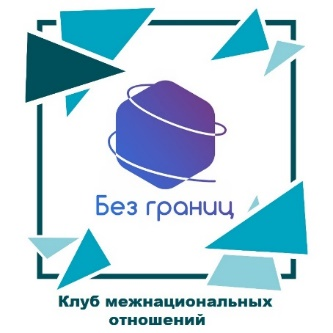 Без границ
Клуб межнациональных
отношений